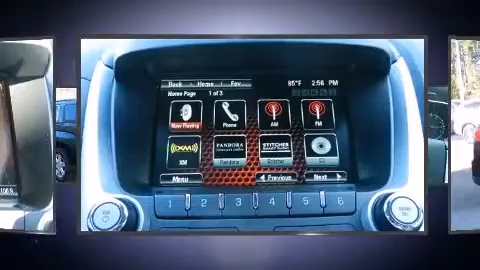 Back Home Fav 85°F 2:56 PM
Home Page 1 of 3
Now Playing Phone AM FM
XM PANDORA STITCHER
Pandora Stitcher CD
Menu Previous Next
1 2 3 4 5 6